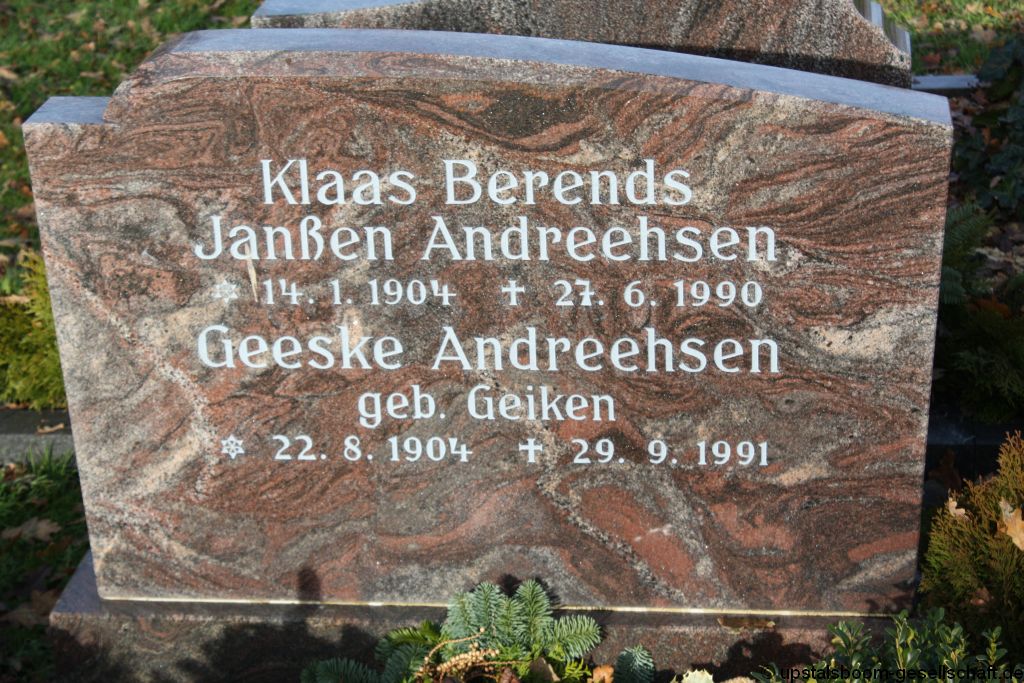 Klaas Berends
Janßen Andreehsen
* 14. 1. 1904 ✝ 27. 6. 1990
Geeske Andreehsen
geb. Geiken
* 22. 8. 1904 ✝ 29. 9. 1991
upstalsboom-gesellschaft.de